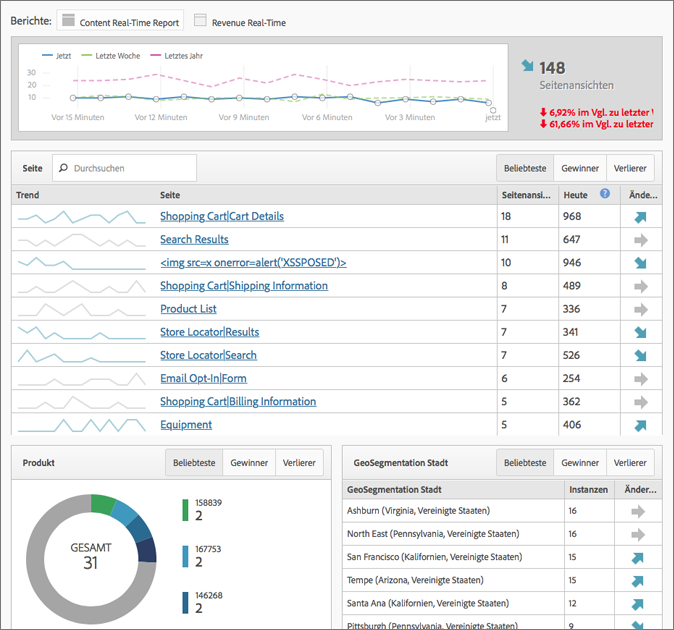 Berichte: Content Real-Time Report Revenue Real-Time
Jetzt Letzte Woche Letztes Jahr
30
20
10
Vor 15 Minuten Vor 12 Minuten Vor 9 Minuten Vor 6 Minuten Vor 3 Minuten jetzt
148
Seitenansichten
6,92% im Vgl. zu letzter
61,66% im Vgl. zu letzter
Seite Durchsuchen Beliebteste Gewinner Verlierer
Trend Seite Seitenansi... Heute ? Ände...
Shopping Cart|Cart Details 18 968
Search Results 11 647
<img src=x onerror=alert('XSSPOSED')> 10 946
Shopping Cart|Shipping Information 8 489
Product List 7 336
Store Locator|Results 7 341
Store Locator|Search 7 526
Email Opt-In|Form 6 254
Shopping Cart|Billing Information 5 362
Equipment 5 406
Produkt Beliebteste Gewinner Verlierer
GESAMT
31
158839
2
167753
2
146268
2
GeoSegmentation Stadt Beliebteste Gewinner Verlierer
GeoSegmentation Stadt Instanzen Änder...
Ashburn (Virginia, Vereinigte Staaten) 16
North East (Pennsylvania, Vereinigte Staaten) 16
San Francisco (Kalifornien, Vereinigte Staaten) 15
Tempe (Arizona, Vereinigte Staaten) 15
Santa Ana (Kalifornien, Vereinigte Staaten) 12
Pittsburgh (Pennsylvania, Vereinigte Staaten) 9